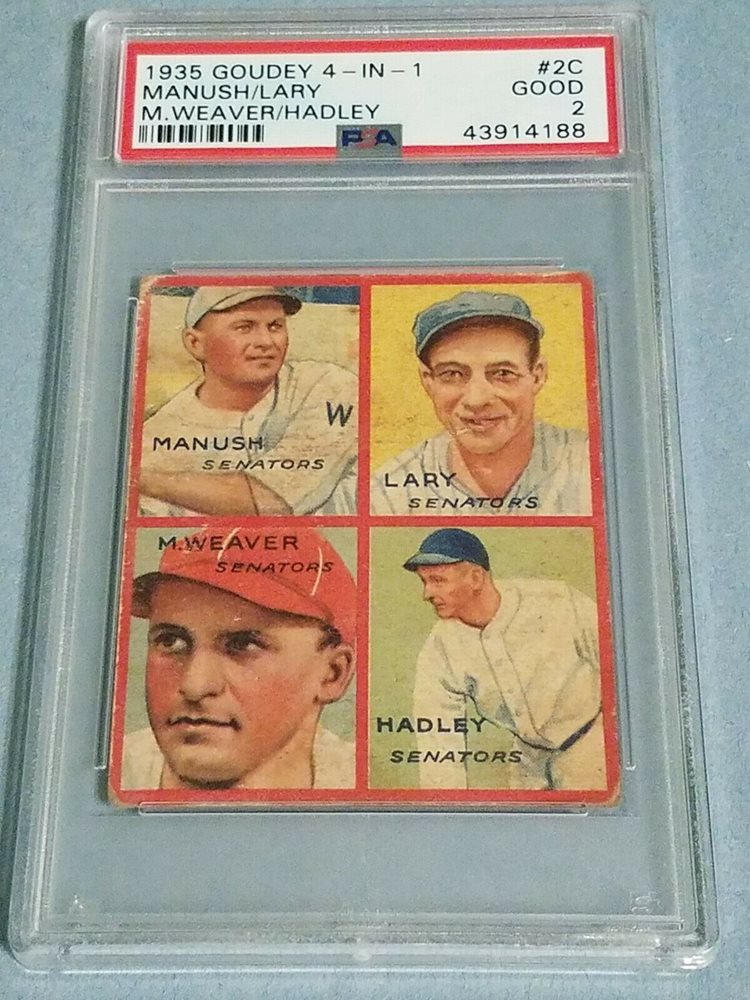 1935 GOUDEY 4-IN-1 #2C
MANUSH/LARY GOOD
M.WEAVER/HADLEY 2
PSA 43914188
W
MANUSH
SENATORS
LARY
SENATORS
M.WEAVER
SENATORS
HADLEY
SENATORS